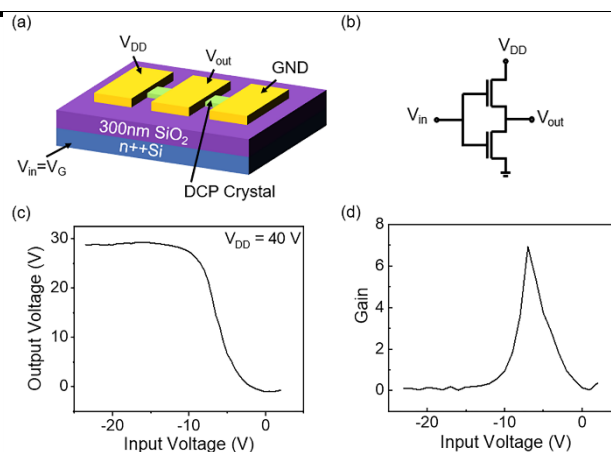 (a)
V_DD
V_out
GND
300nm SiO₂
n++Si
V_in=V_G
DCP Crystal
(b)
V_DD
V_in
V_out
(c)
30
V_DD = 40 V
20
10
0
Output Voltage (V)
-20
-10
0
Input Voltage (V)
(d)
8
6
4
2
0
Gain
-20
-10
0
Input Voltage (V)